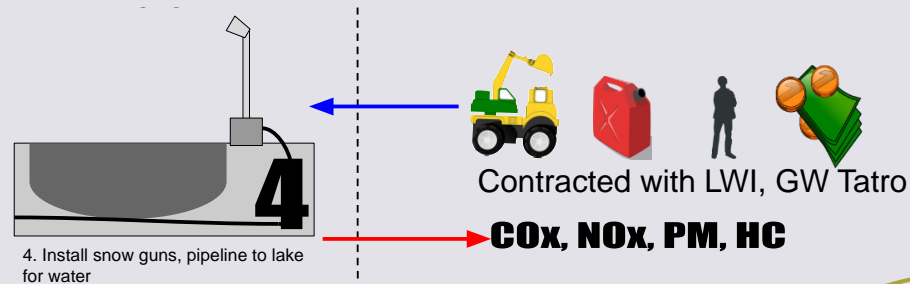 4
Contracted with LWI, GW Tatro
COx, NOx, PM, HC
4. Install snow guns, pipeline to lake
for water